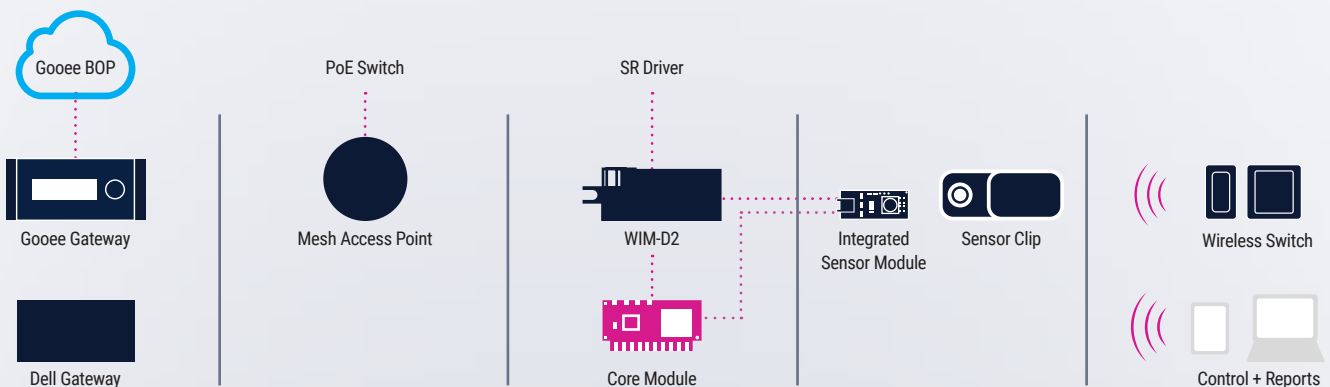 Gooee BOP
PoE Switch
SR Driver
Gooee Gateway
Mesh Access Point
WIM-D2
Integrated
Sensor Module
Sensor Clip
Wireless Switch
Dell Gateway
Core Module
Control + Reports